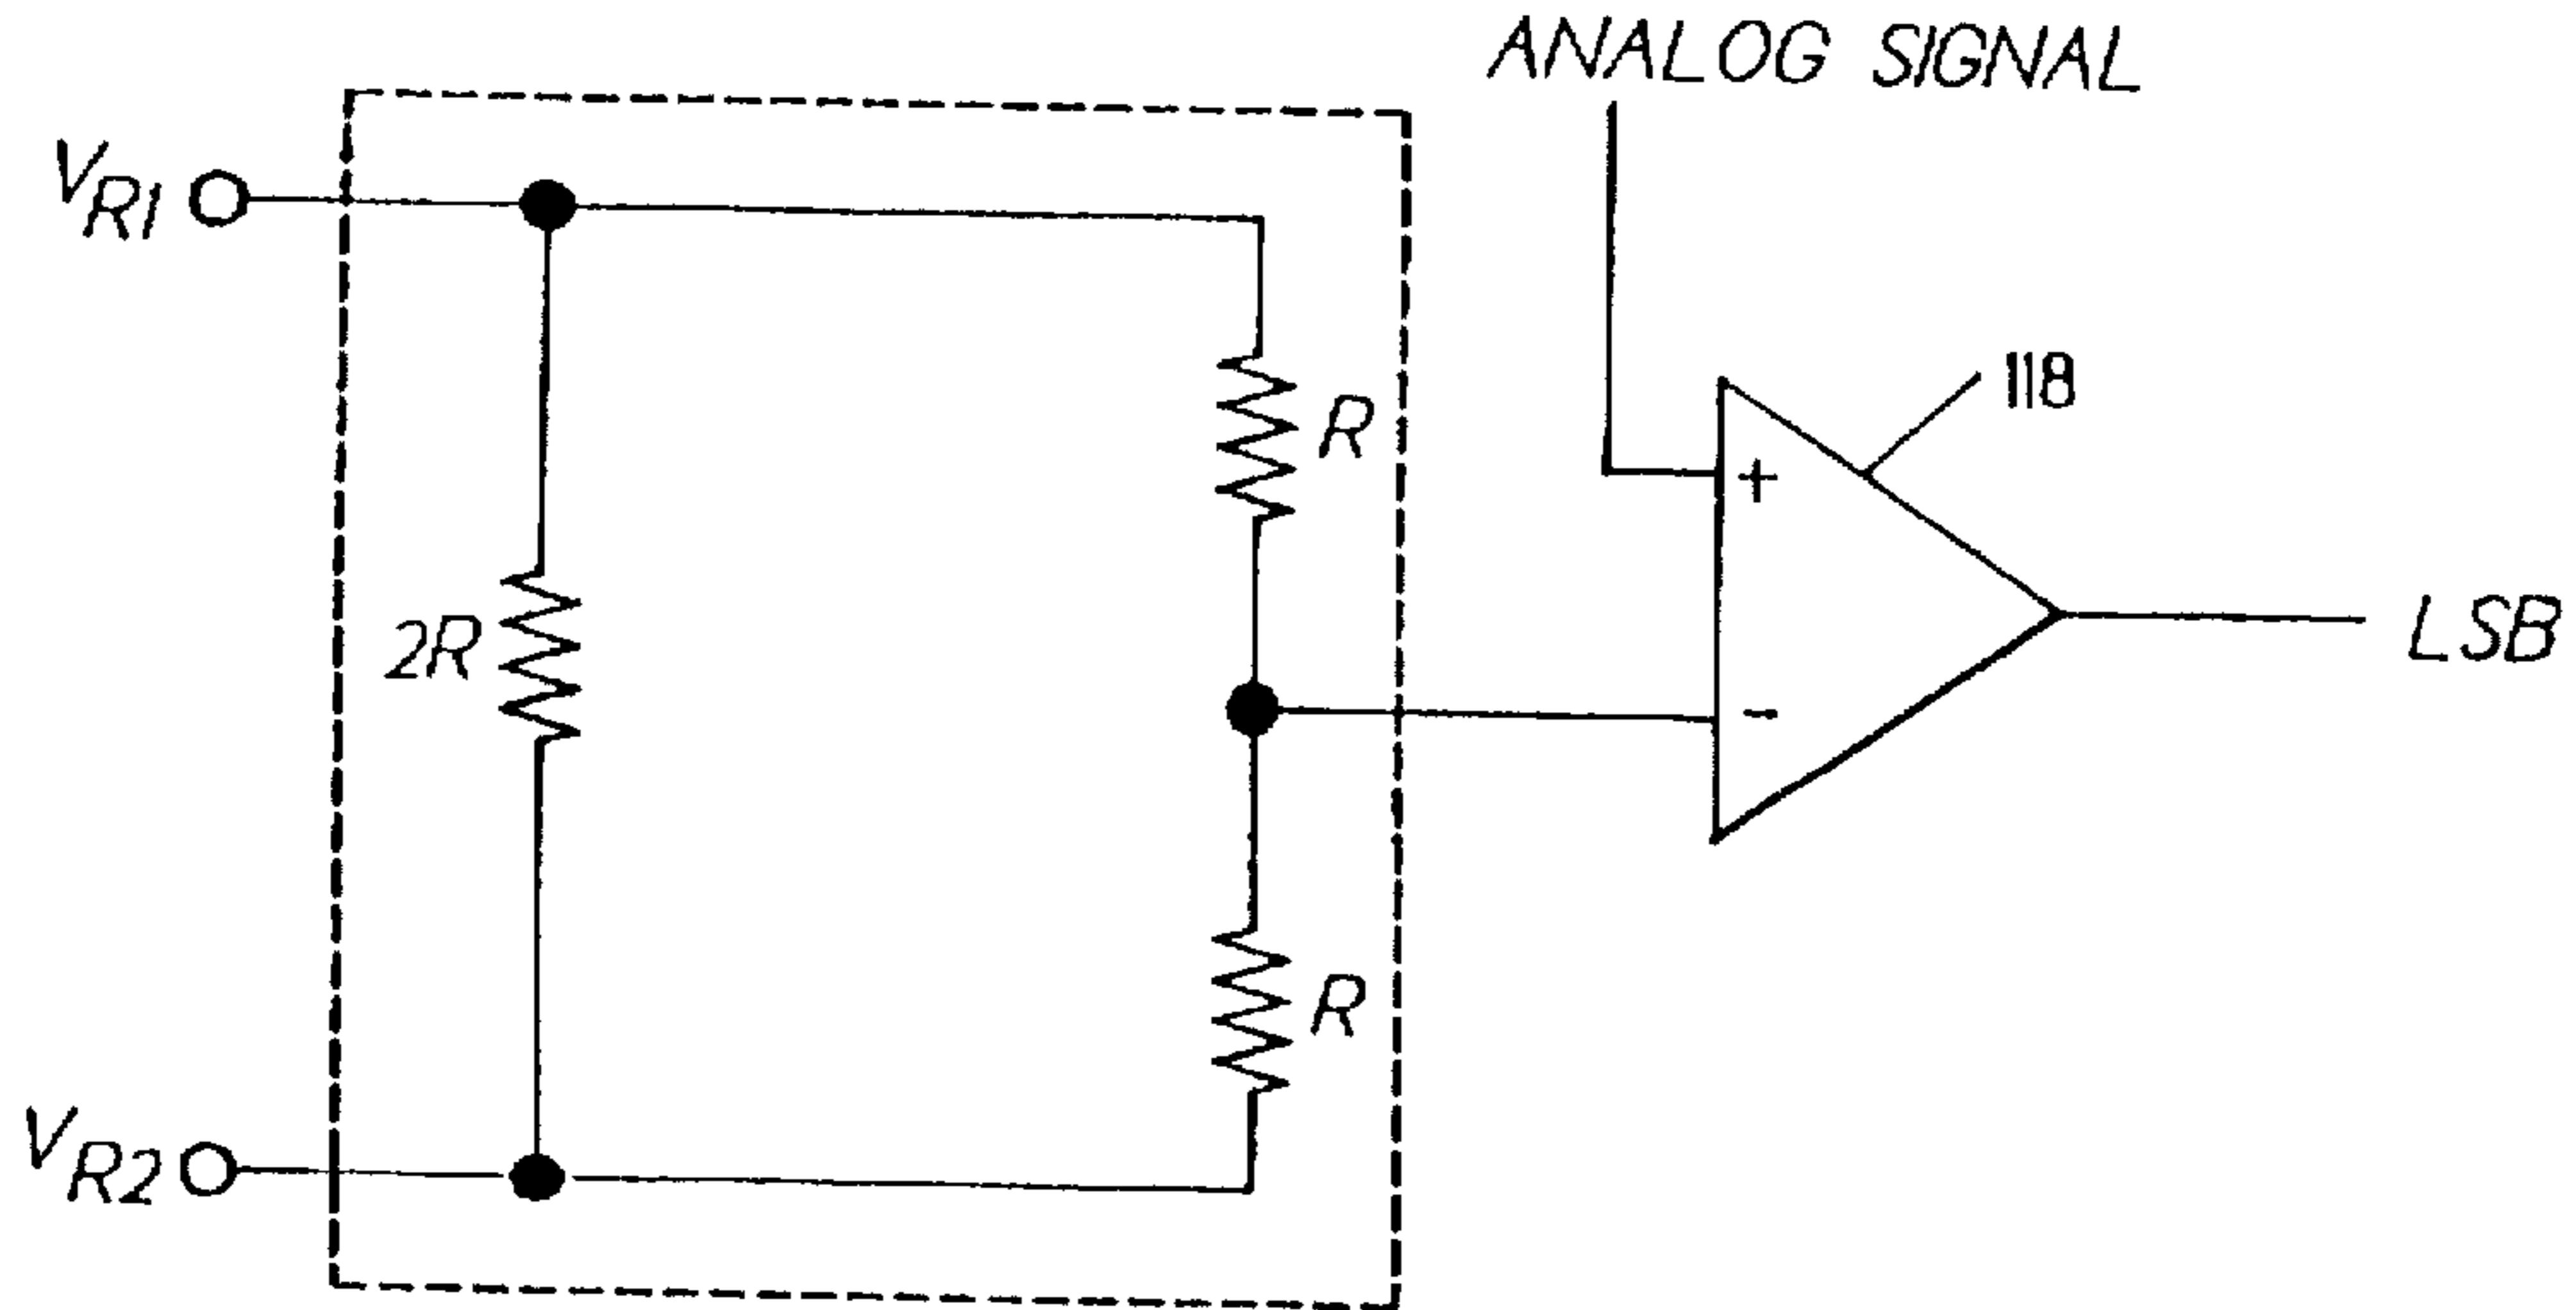 ANALOG SIGNAL
VR1
R
118
+
2R
LSB
-
R
VR2